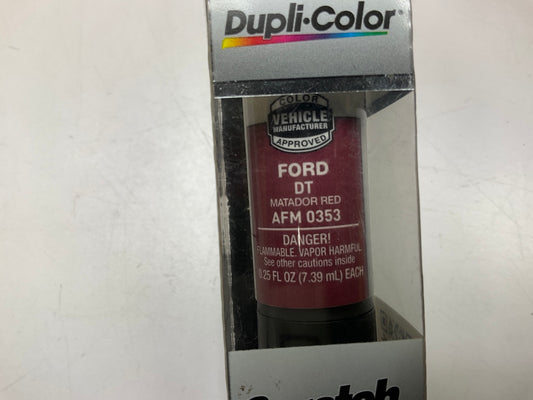 Dupli·Color®
COLOR
VEHICLE
MANUFACTURER
APPROVED
FORD
DT
MATADOR RED
AFM 0353
DANGER!
FLAMMABLE. VAPOR HARMFUL.
See other cautions inside
0.25 FL OZ (7.39 mL) EACH
Scratch